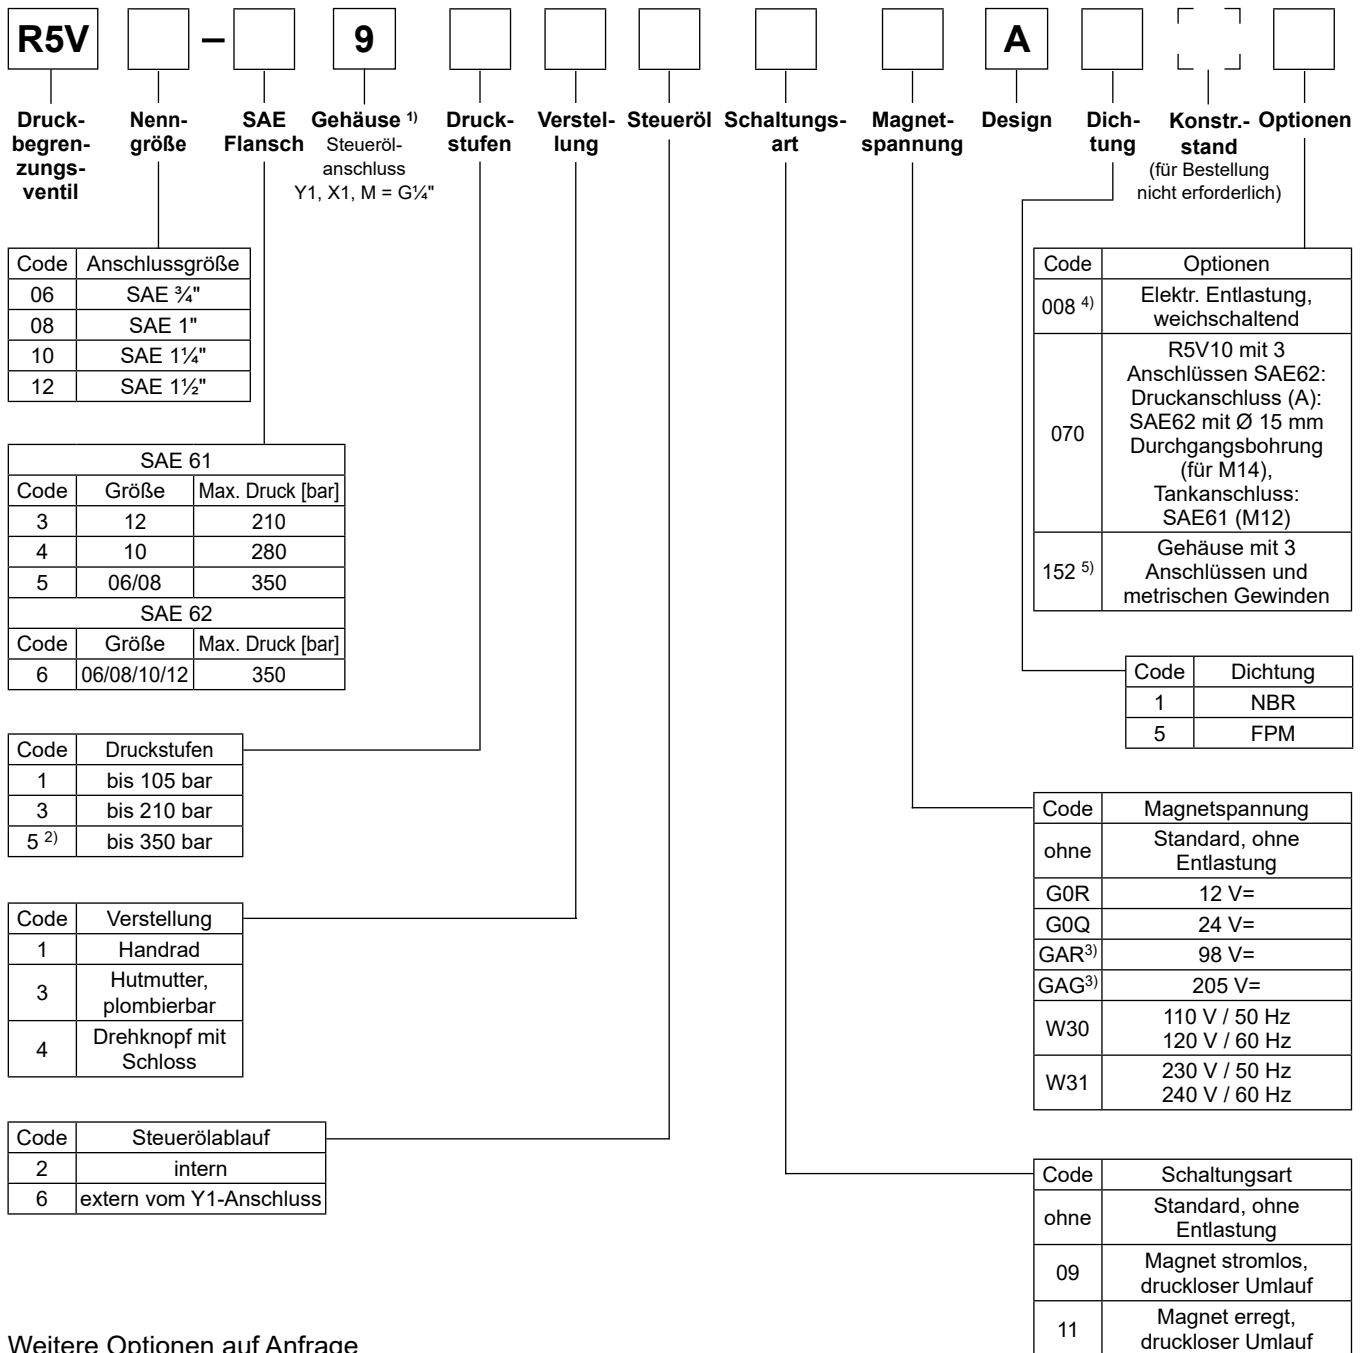 R5V – 9 A
Druck-
begren-
zungs-
ventil
Nenn-
größe
SAE
Flansch
Gehäuse 1)
Steueröl-
anschluss
Y1, X1, M = G¼"
Druck-
stufen
Verstel-
lung
Steueröl
Schaltungs-
art
Magnet-
spannung
Design
Dich-
tung
Konstr.-
stand
(für Bestellung
nicht erforderlich)
Optionen
Code Anschlussgröße
06 SAE ¾"
08 SAE 1"
10 SAE 1¼"
12 SAE 1½"
SAE 61
Code Größe Max. Druck [bar]
3 12 210
4 10 280
5 06/08 350
SAE 62
Code Größe Max. Druck [bar]
6 06/08/10/12 350
Code Druckstufen
1 bis 105 bar
3 bis 210 bar
5 2) bis 350 bar
Code Verstellung
1 Handrad
3 Hutmutter,
plombierbar
4 Drehknopf mit
Schloss
Code Steuerölablauf
2 intern
6 extern vom Y1-Anschluss
Code Optionen
008 4) Elektr. Entlastung,
weichschaltend
070 R5V10 mit 3
Anschlüssen SAE62:
Druckanschluss (A):
SAE62 mit Ø 15 mm
Durchgangsbohrung
(für M14),
Tankanschluss:
SAE61 (M12)
152 5) Gehäuse mit 3
Anschlüssen und
metrischen Gewinden
Code Dichtung
1 NBR
5 FPM
Code Magnetspannung
ohne Standard, ohne
Entlastung
G0R 12 V=
G0Q 24 V=
GAR3) 98 V=
GAG3) 205 V=
W30 110 V / 50 Hz
120 V / 60 Hz
W31 230 V / 50 Hz
240 V / 60 Hz
Code Schaltungsart
ohne Standard, ohne
Entlastung
09 Magnet stromlos,
druckloser Umlauf
11 Magnet erregt,
druckloser Umlauf
Weitere Optionen auf Anfrage